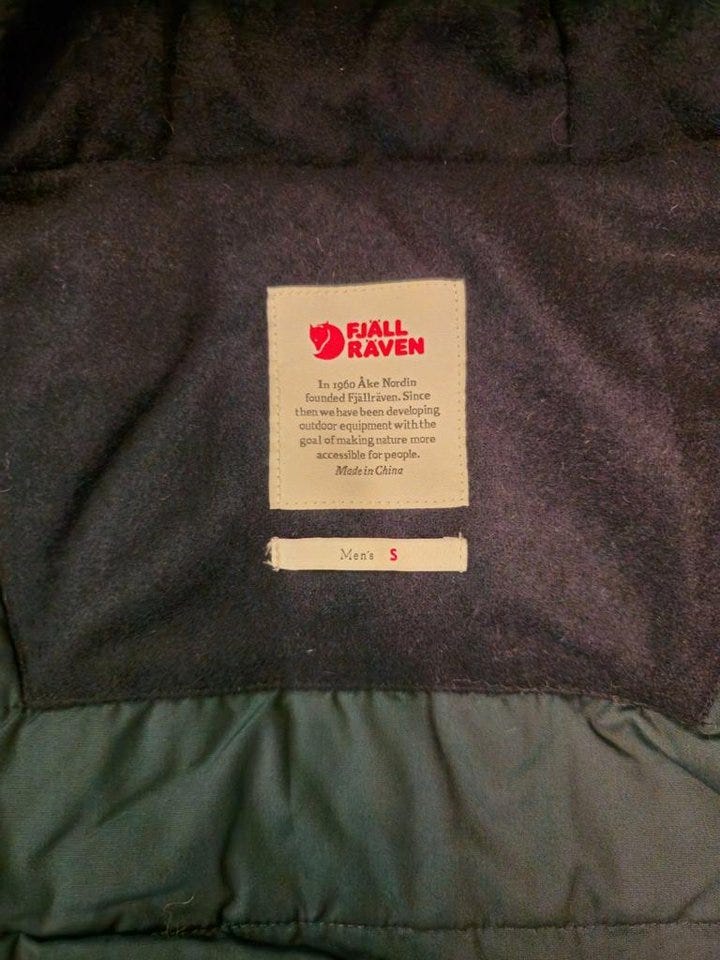 FJÄLL
RÄVEN
In 1960 Åke Nordin
founded Fjällräven. Since
then we have been developing
outdoor equipment with the
goal of making nature more
accessible for people.
Made in China
Men's S